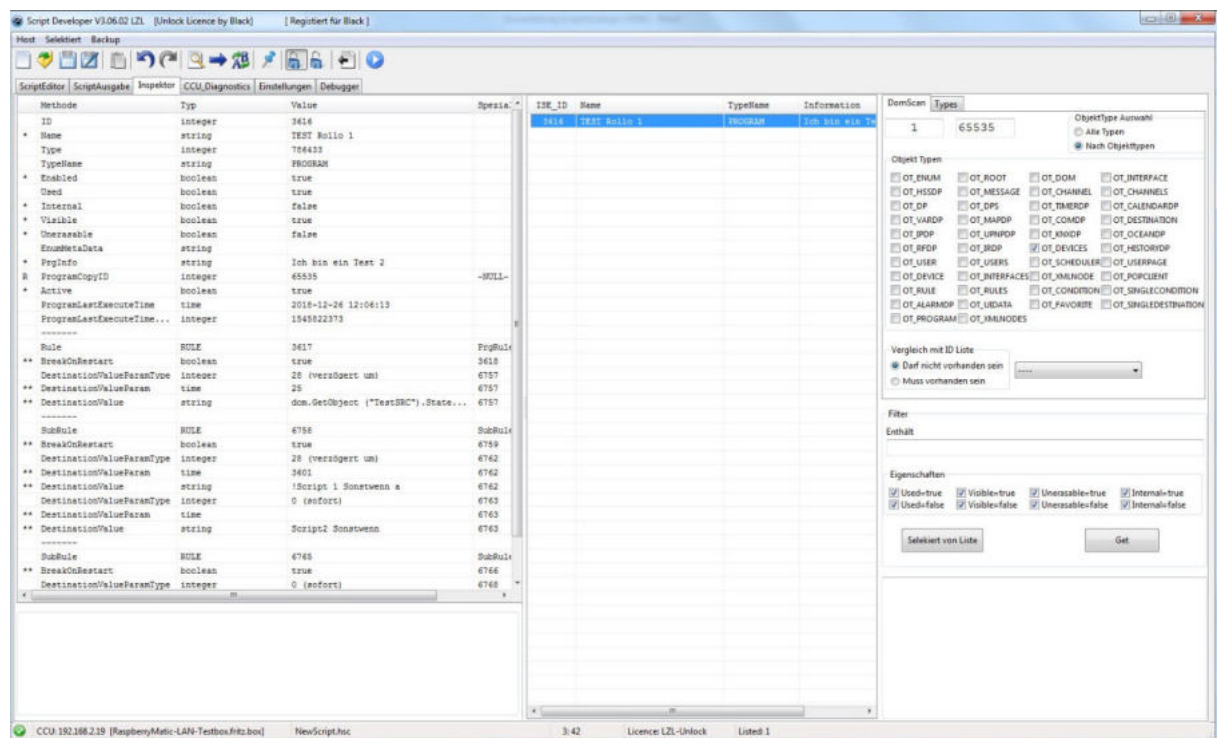 Script Developer V3.06.02 LZL [Unlock Licence by Black] [ Registiert für Black ]
Host Selektiert Backup
ScriptEditor ScriptAusgabe Inspektor CCU_Diagnostics Einstellungen Debugger
Methode Typ Value Spezia
ID integer 3616
* Name string TEST Rollo 1
Type integer 786433
TypeName string PROGRAM
* Enabled boolean true
Used boolean true
* Internal boolean false
* Visible boolean true
* Unerasable boolean false
EnumMetaData string
* PrgInfo string Ich bin ein Test 2
R ProgramCopyID integer 65535 -NULL-
* Active boolean true
ProgramLastExecuteTime time 2018-12-26 12:06:13
ProgramLastExecuteTime... integer 1545822373
-------
Rule RULE 3617 PrgRule
** BreakOnRestart boolean true 3618
DestinationValueParamType integer 28 (verzögert um) 6757
** DestinationValueParam time 25 6757
** DestinationValue string dom.GetObject ("TestSRC").State... 6757
-------
SubRule RULE 6758 SubRule
** BreakOnRestart boolean true 6759
DestinationValueParamType integer 28 (verzögert um) 6762
** DestinationValueParam time 3601 6762
** DestinationValue string !Script 1 Sonstwenn a 6762
DestinationValueParamType integer 0 (sofort) 6763
** DestinationValueParam time 6763
** DestinationValue string Script2 Sonstwenn 6763
-------
SubRule RULE 6765 SubRule
** BreakOnRestart boolean true 6766
DestinationValueParamType integer 0 (sofort) 6768
ISE_ID Name TypeName Information
3616 TEST Rollo 1 PROGRAM Ich bin ein Te
DomScan Types
1 65535
ObjektType Auswahl
Alle Typen
Nach Objekttypen
Objekt Typen
OT_ENUM OT_ROOT OT_DOM OT_INTERFACE
OT_HSSDP OT_MESSAGE OT_CHANNEL OT_CHANNELS
OT_DP OT_DPS OT_TIMERDP OT_CALENDARDP
OT_VARDP OT_MAPDP OT_COMDP OT_DESTINATION
OT_IPDP OT_UPNPDP OT_KNXDP OT_OCEANDP
OT_RFDP OT_IRDP OT_DEVICES OT_HISTORYDP
OT_USER OT_USERS OT_SCHEDULER OT_USERPAGE
OT_DEVICE OT_INTERFACES OT_XMLNODE OT_POPCLIENT
OT_RULE OT_RULES OT_CONDITION OT_SINGLECONDITION
OT_ALARMDP OT_UIDATA OT_FAVORITE OT_SINGLEDESTINATION
OT_PROGRAM OT_XMLNODES
Vergleich mit ID Liste
Darf nicht vorhanden sein ----
Muss vorhanden sein
Filter
Enthält
Eigenschaften
Used=true Visible=true Unerasable=true Internal=true
Used=false Visible=false Unerasable=false Internal=false
Selekiert von Liste Get
CCU: 192.168.2.19 [RaspberryMatic-LAN-Testbox.fritz.box] NewScript.hsc 3:42 Licence: LZL-Unlock Listed: 1